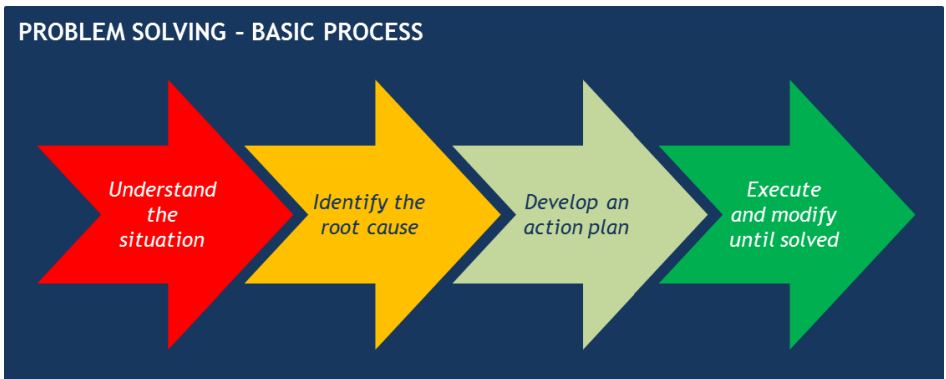 PROBLEM SOLVING – BASIC PROCESS
Understand
the
situation
Identify the
root cause
Develop an
action plan
Execute
and modify
until solved